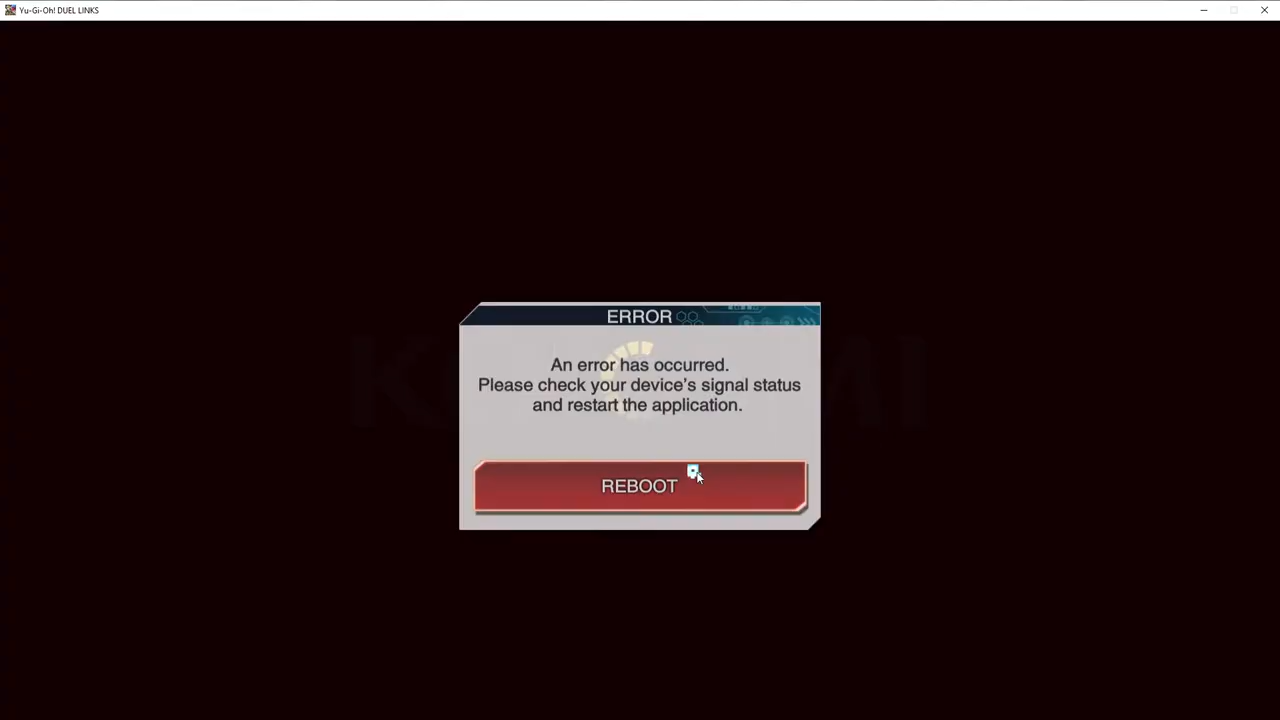 Yu-Gi-Oh! DUEL LINKS
ERROR
An error has occurred.
Please check your device's signal status
and restart the application.
REBOOT